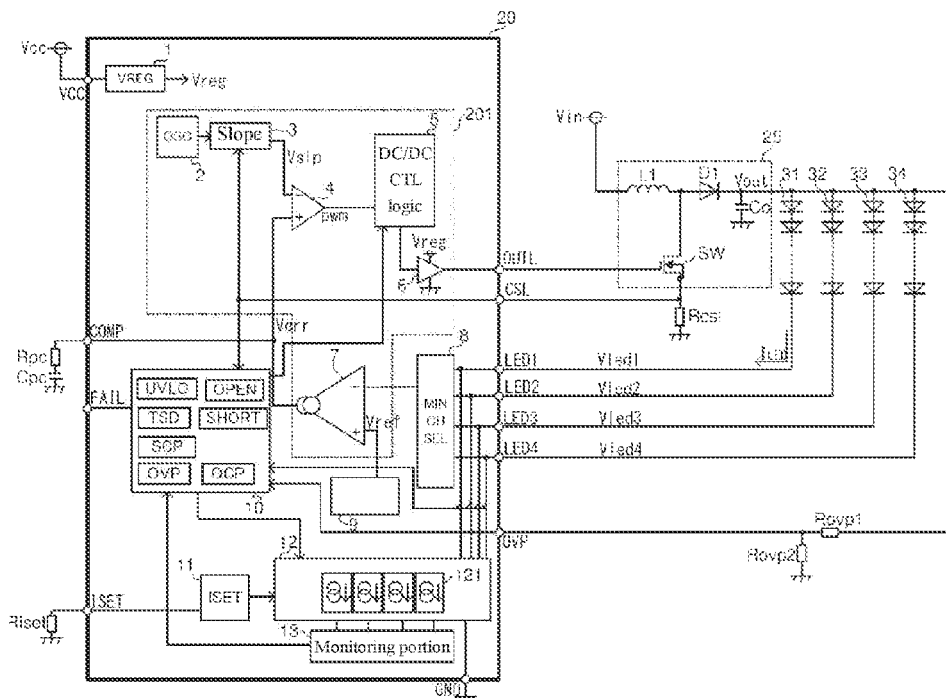 20
Vcc
1
VREG
Vreg
VCC
201
OSC
2
Slope
3
Vslp
4
pwm
5
DC/DC
CTL
logic
Vreg
6
OUTL
CSL
Vin
25
L1
D1
Vout
Co
SW
Rcsl
31
32
33
34
COMP
Verr
Rpc
Cpc
FAIL
UVLO
OPEN
TSD
SHORT
SCP
OVP
OCP
10
7
Vref
8
MIN
CH
SEL
9
LED1
Vled1
LED2
Vled2
LED3
Vled3
LED4
Vled4
OVP
Rovp1
Rovp2
12
121
11
ISET
ISET
Riset
13
Monitoring portion
GND